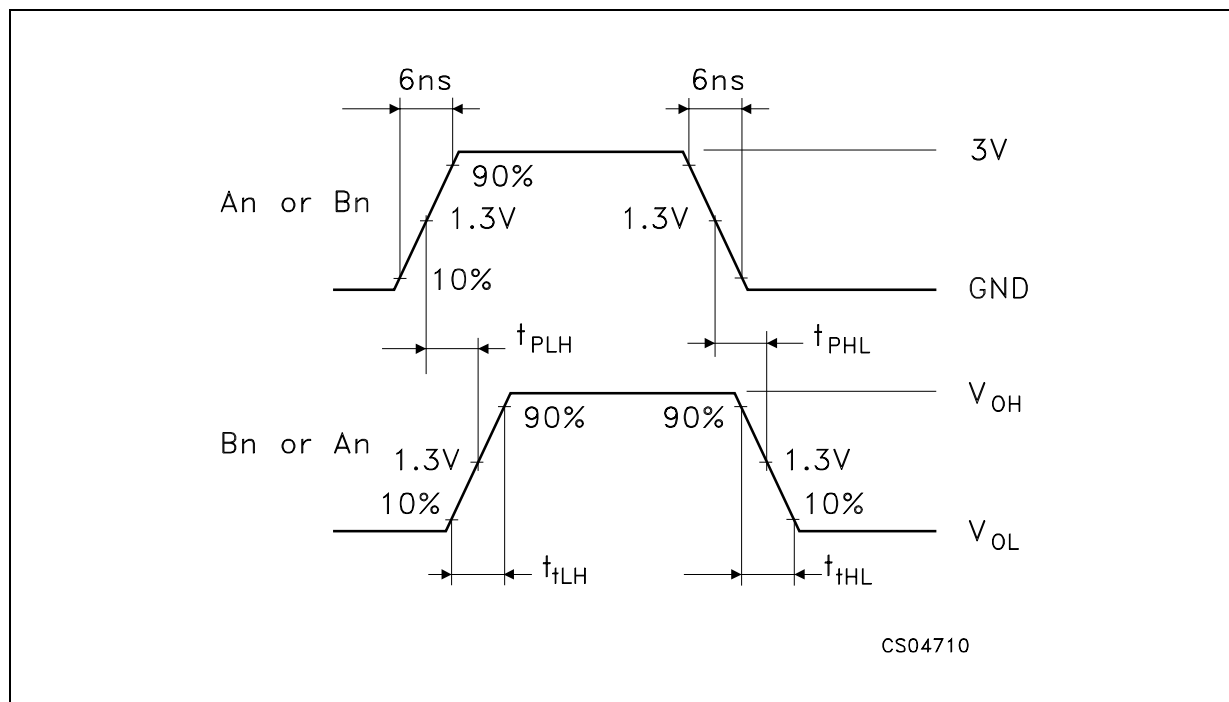 6ns 6ns
3V
90%
An or Bn 1.3V 1.3V
10%
GND
tPLH tPHL
VOH
90% 90%
Bn or An
1.3V 1.3V
10% 10%
VOL
ttLH ttHL
CS04710